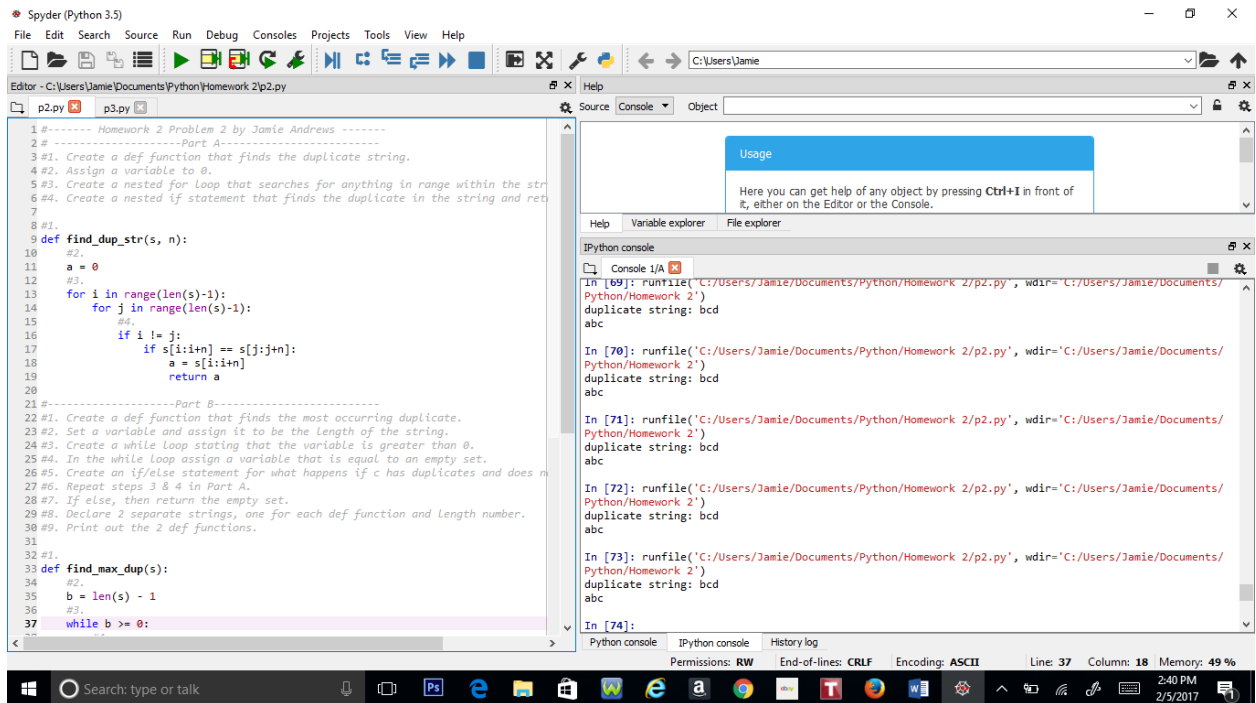 Spyder (Python 3.5)
File Edit Search Source Run Debug Consoles Projects Tools View Help
C:\Users\Jamie
Editor - C:\Users\Jamie\Documents\Python\Homework 2\p2.py
p2.py p3.py
1 #------- Homework 2 Problem 2 by Jamie Andrews -------
2 # --------------------Part A-------------------------
3 #1. Create a def function that finds the duplicate string.
4 #2. Assign a variable to 0.
5 #3. Create a nested for loop that searches for anything in range within the str
6 #4. Create a nested if statement that finds the duplicate in the string and ret
7
8 #1.
9 def find_dup_str(s, n):
10     #2.
11     a = 0
12     #3.
13     for i in range(len(s)-1):
14         for j in range(len(s)-1):
15             #4.
16             if i != j:
17                 if s[i:i+n] == s[j:j+n]:
18                     a = s[i:i+n]
19                     return a
20
21 #--------------------Part B--------------------------
22 #1. Create a def function that finds the most occurring duplicate.
23 #2. Set a variable and assign it to be the length of the string.
24 #3. Create a while loop stating that the variable is greater than 0.
25 #4. In the while loop assign a variable that is equal to an empty set.
26 #5. Create an if/else statement for what happens if c has duplicates and does n
27 #6. Repeat steps 3 & 4 in Part A.
28 #7. If else, then return the empty set.
29 #8. Declare 2 separate strings, one for each def function and length number.
30 #9. Print out the 2 def functions.
31
32 #1.
33 def find_max_dup(s):
34     #2.
35     b = len(s) - 1
36     #3.
37     while b >= 0:
Help
Source Console Object
Usage
Here you can get help of any object by pressing Ctrl+I in front of
it, either on the Editor or the Console.
Help Variable explorer File explorer
IPython console
Console 1/A
In [69]: runfile('C:/Users/Jamie/Documents/Python/Homework 2/p2.py', wdir='C:/Users/Jamie/Documents/
Python/Homework 2')
duplicate string: bcd
abc
In [70]: runfile('C:/Users/Jamie/Documents/Python/Homework 2/p2.py', wdir='C:/Users/Jamie/Documents/
Python/Homework 2')
duplicate string: bcd
abc
In [71]: runfile('C:/Users/Jamie/Documents/Python/Homework 2/p2.py', wdir='C:/Users/Jamie/Documents/
Python/Homework 2')
duplicate string: bcd
abc
In [72]: runfile('C:/Users/Jamie/Documents/Python/Homework 2/p2.py', wdir='C:/Users/Jamie/Documents/
Python/Homework 2')
duplicate string: bcd
abc
In [73]: runfile('C:/Users/Jamie/Documents/Python/Homework 2/p2.py', wdir='C:/Users/Jamie/Documents/
Python/Homework 2')
duplicate string: bcd
abc
In [74]:
Python console IPython console History log
Permissions: RW End-of-lines: CRLF Encoding: ASCII Line: 37 Column: 18 Memory: 49 %
Search: type or talk
Ps
ebay
2:40 PM
2/5/2017